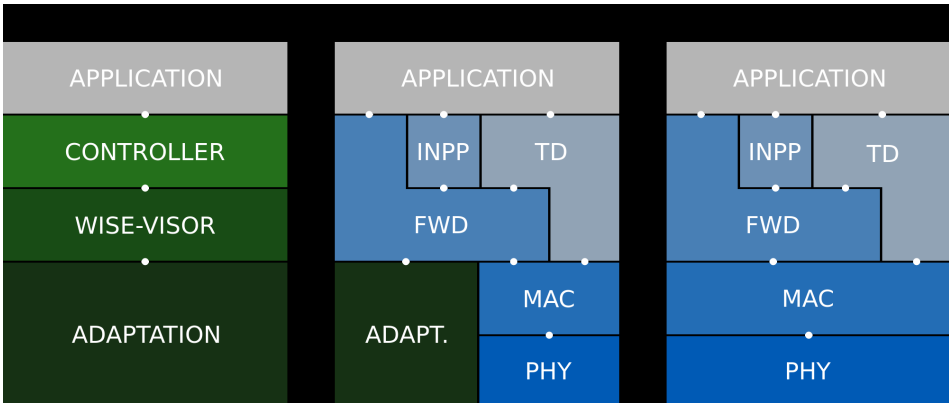 APPLICATION
CONTROLLER
WISE-VISOR
ADAPTATION
APPLICATION
INPP
TD
FWD
ADAPT.
MAC
PHY
APPLICATION
INPP
TD
FWD
MAC
PHY